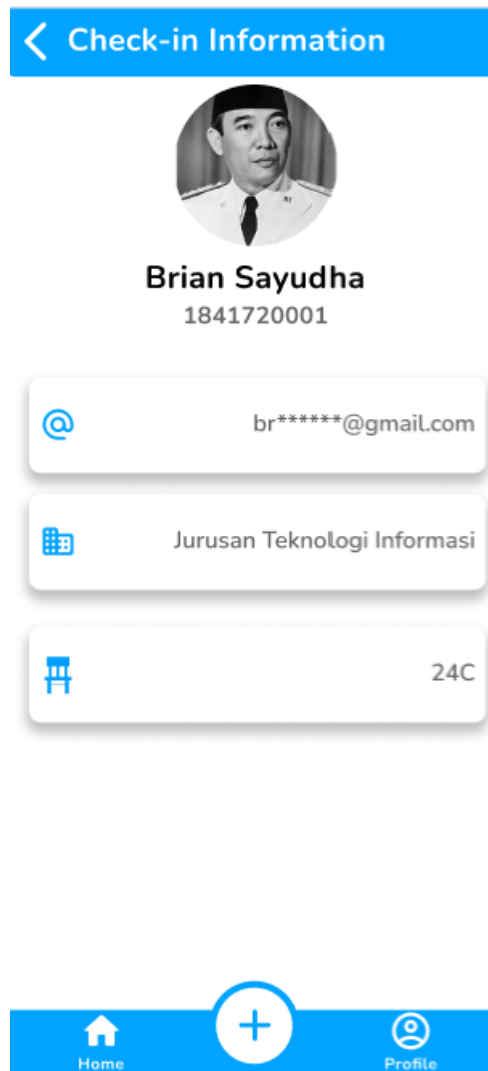 Check-in Information
Brian Sayudha
1841720001
br******@gmail.com
Jurusan Teknologi Informasi
24C
Home
Profile